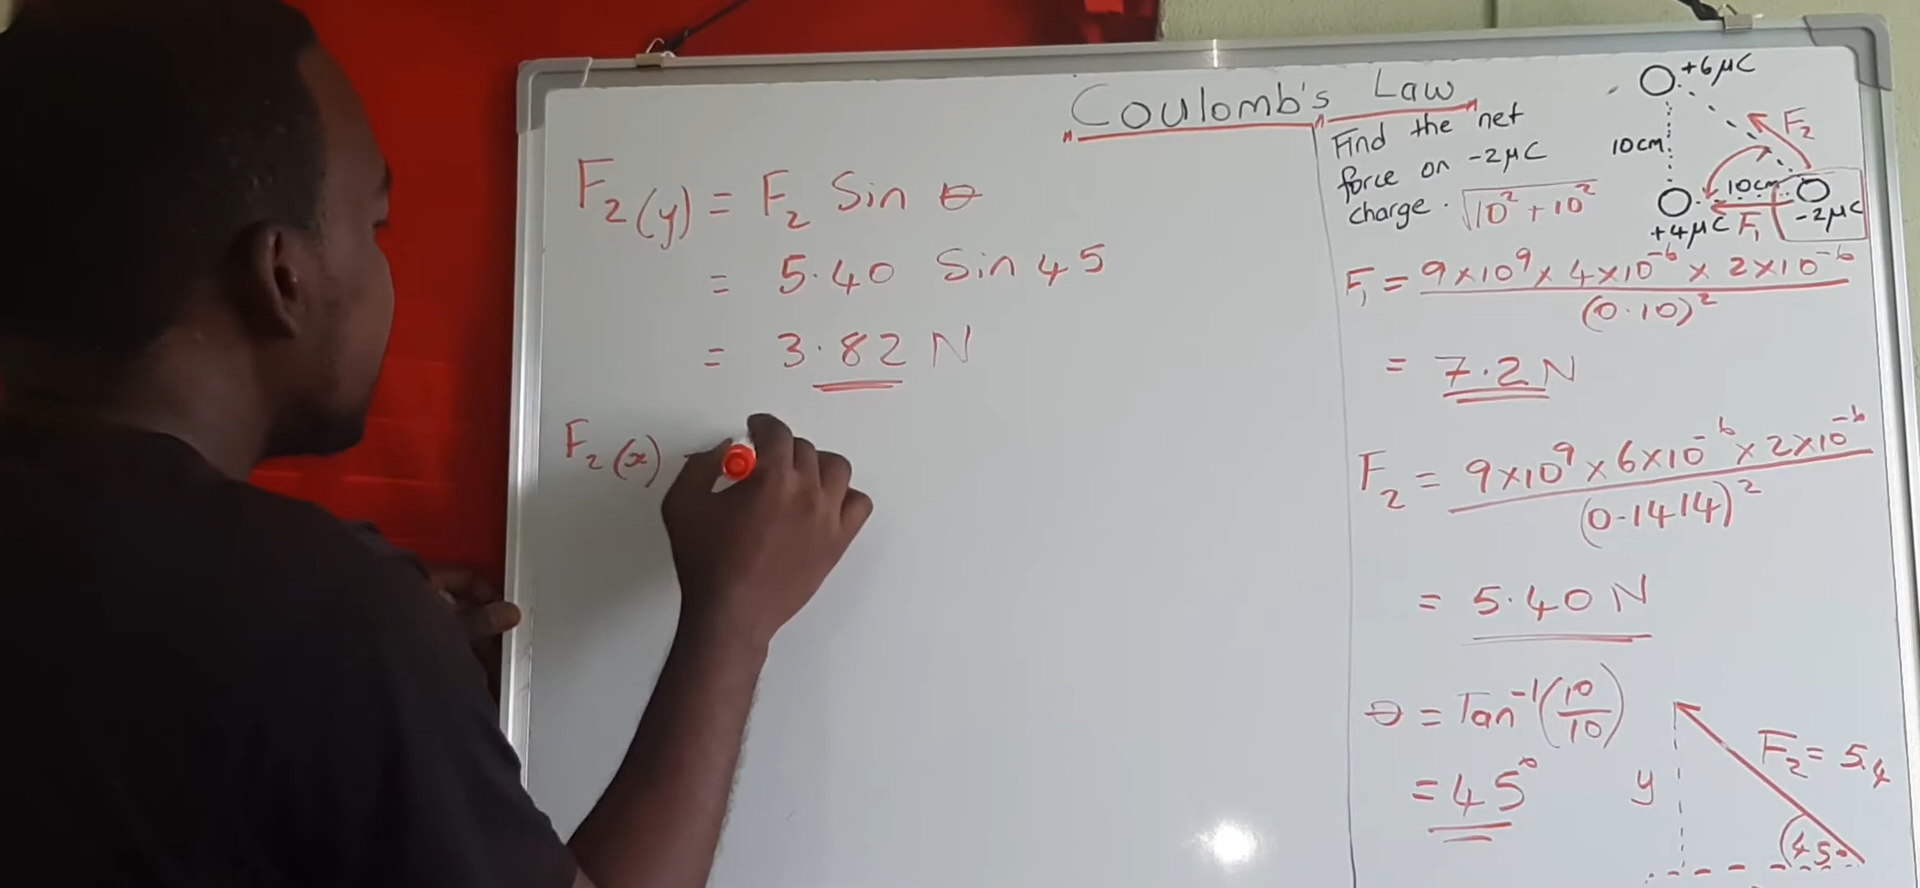 Coulomb's Law
F₂(y) = F₂ Sin θ
= 5.40 Sin 45
= 3.82 N
F₂(x)
Find the net
force on -2μC
charge. √10² + 10²
+6μC
10cm
F₂
10cm
-2μC
+4μC F₁
F₁ = 9×10⁹ × 4×10⁻⁶ × 2×10⁻⁶
(0.10)²
= 7.2 N
F₂ = 9×10⁹ × 6×10⁻⁶ × 2×10⁻⁶
(0.1414)²
= 5.40 N
θ = Tan⁻¹(10/10)
= 45°
F₂ = 5.4
y
45°